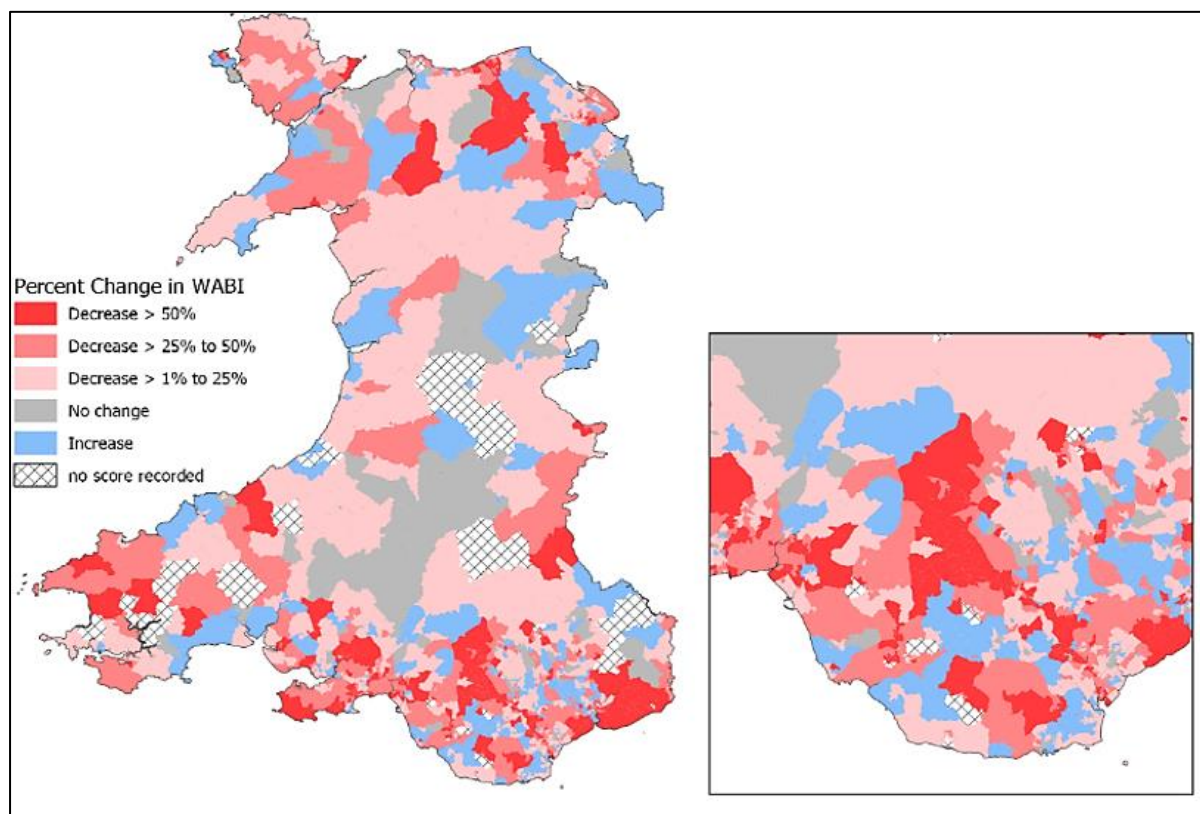 Percent Change in WABI
Decrease > 50%
Decrease > 25% to 50%
Decrease > 1% to 25%
No change
Increase
no score recorded